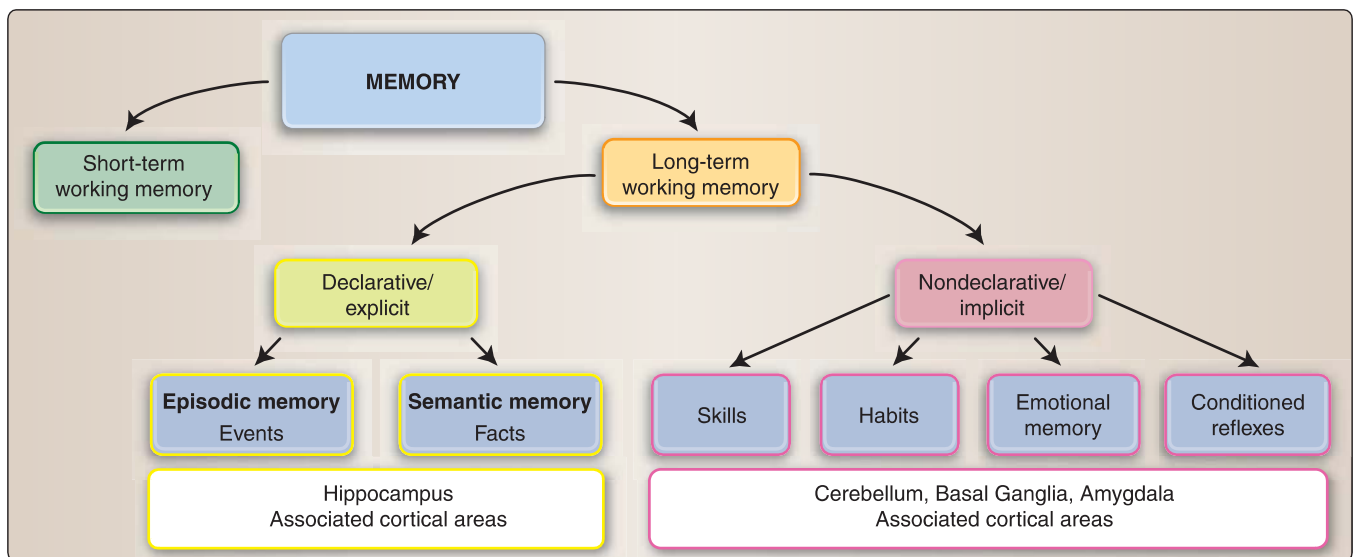 MEMORY
Short-term
working memory
Long-term
working memory
Declarative/
explicit
Nondeclarative/
implicit
Episodic memory
Events
Semantic memory
Facts
Skills
Habits
Emotional
memory
Conditioned
reflexes
Hippocampus
Associated cortical areas
Cerebellum, Basal Ganglia, Amygdala
Associated cortical areas